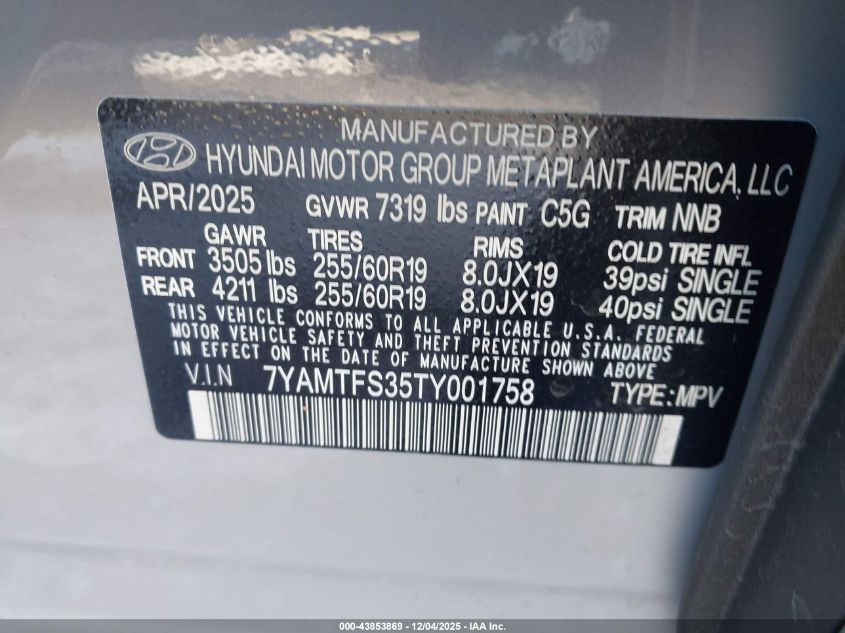 MANUFACTURED BY
HYUNDAI MOTOR GROUP METAPLANT AMERICA, LLC
APR/2025 GVWR 7319 lbs PAINT C5G TRIM NNB
GAWR TIRES RIMS COLD TIRE INFL
FRONT 3505 lbs 255/60R19 8.0JX19 39psi SINGLE
REAR 4211 lbs 255/60R19 8.0JX19 40psi SINGLE
THIS VEHICLE CONFORMS TO ALL APPLICABLE U.S.A. FEDERAL
MOTOR VEHICLE SAFETY AND THEFT PREVENTION STANDARDS
IN EFFECT ON THE DATE OF MANUFACTURE SHOWN ABOVE.
V.I.N 7YAMTFS35TY001758 TYPE:MPV
000-43853869 - 12/04/2025 - IAA Inc.